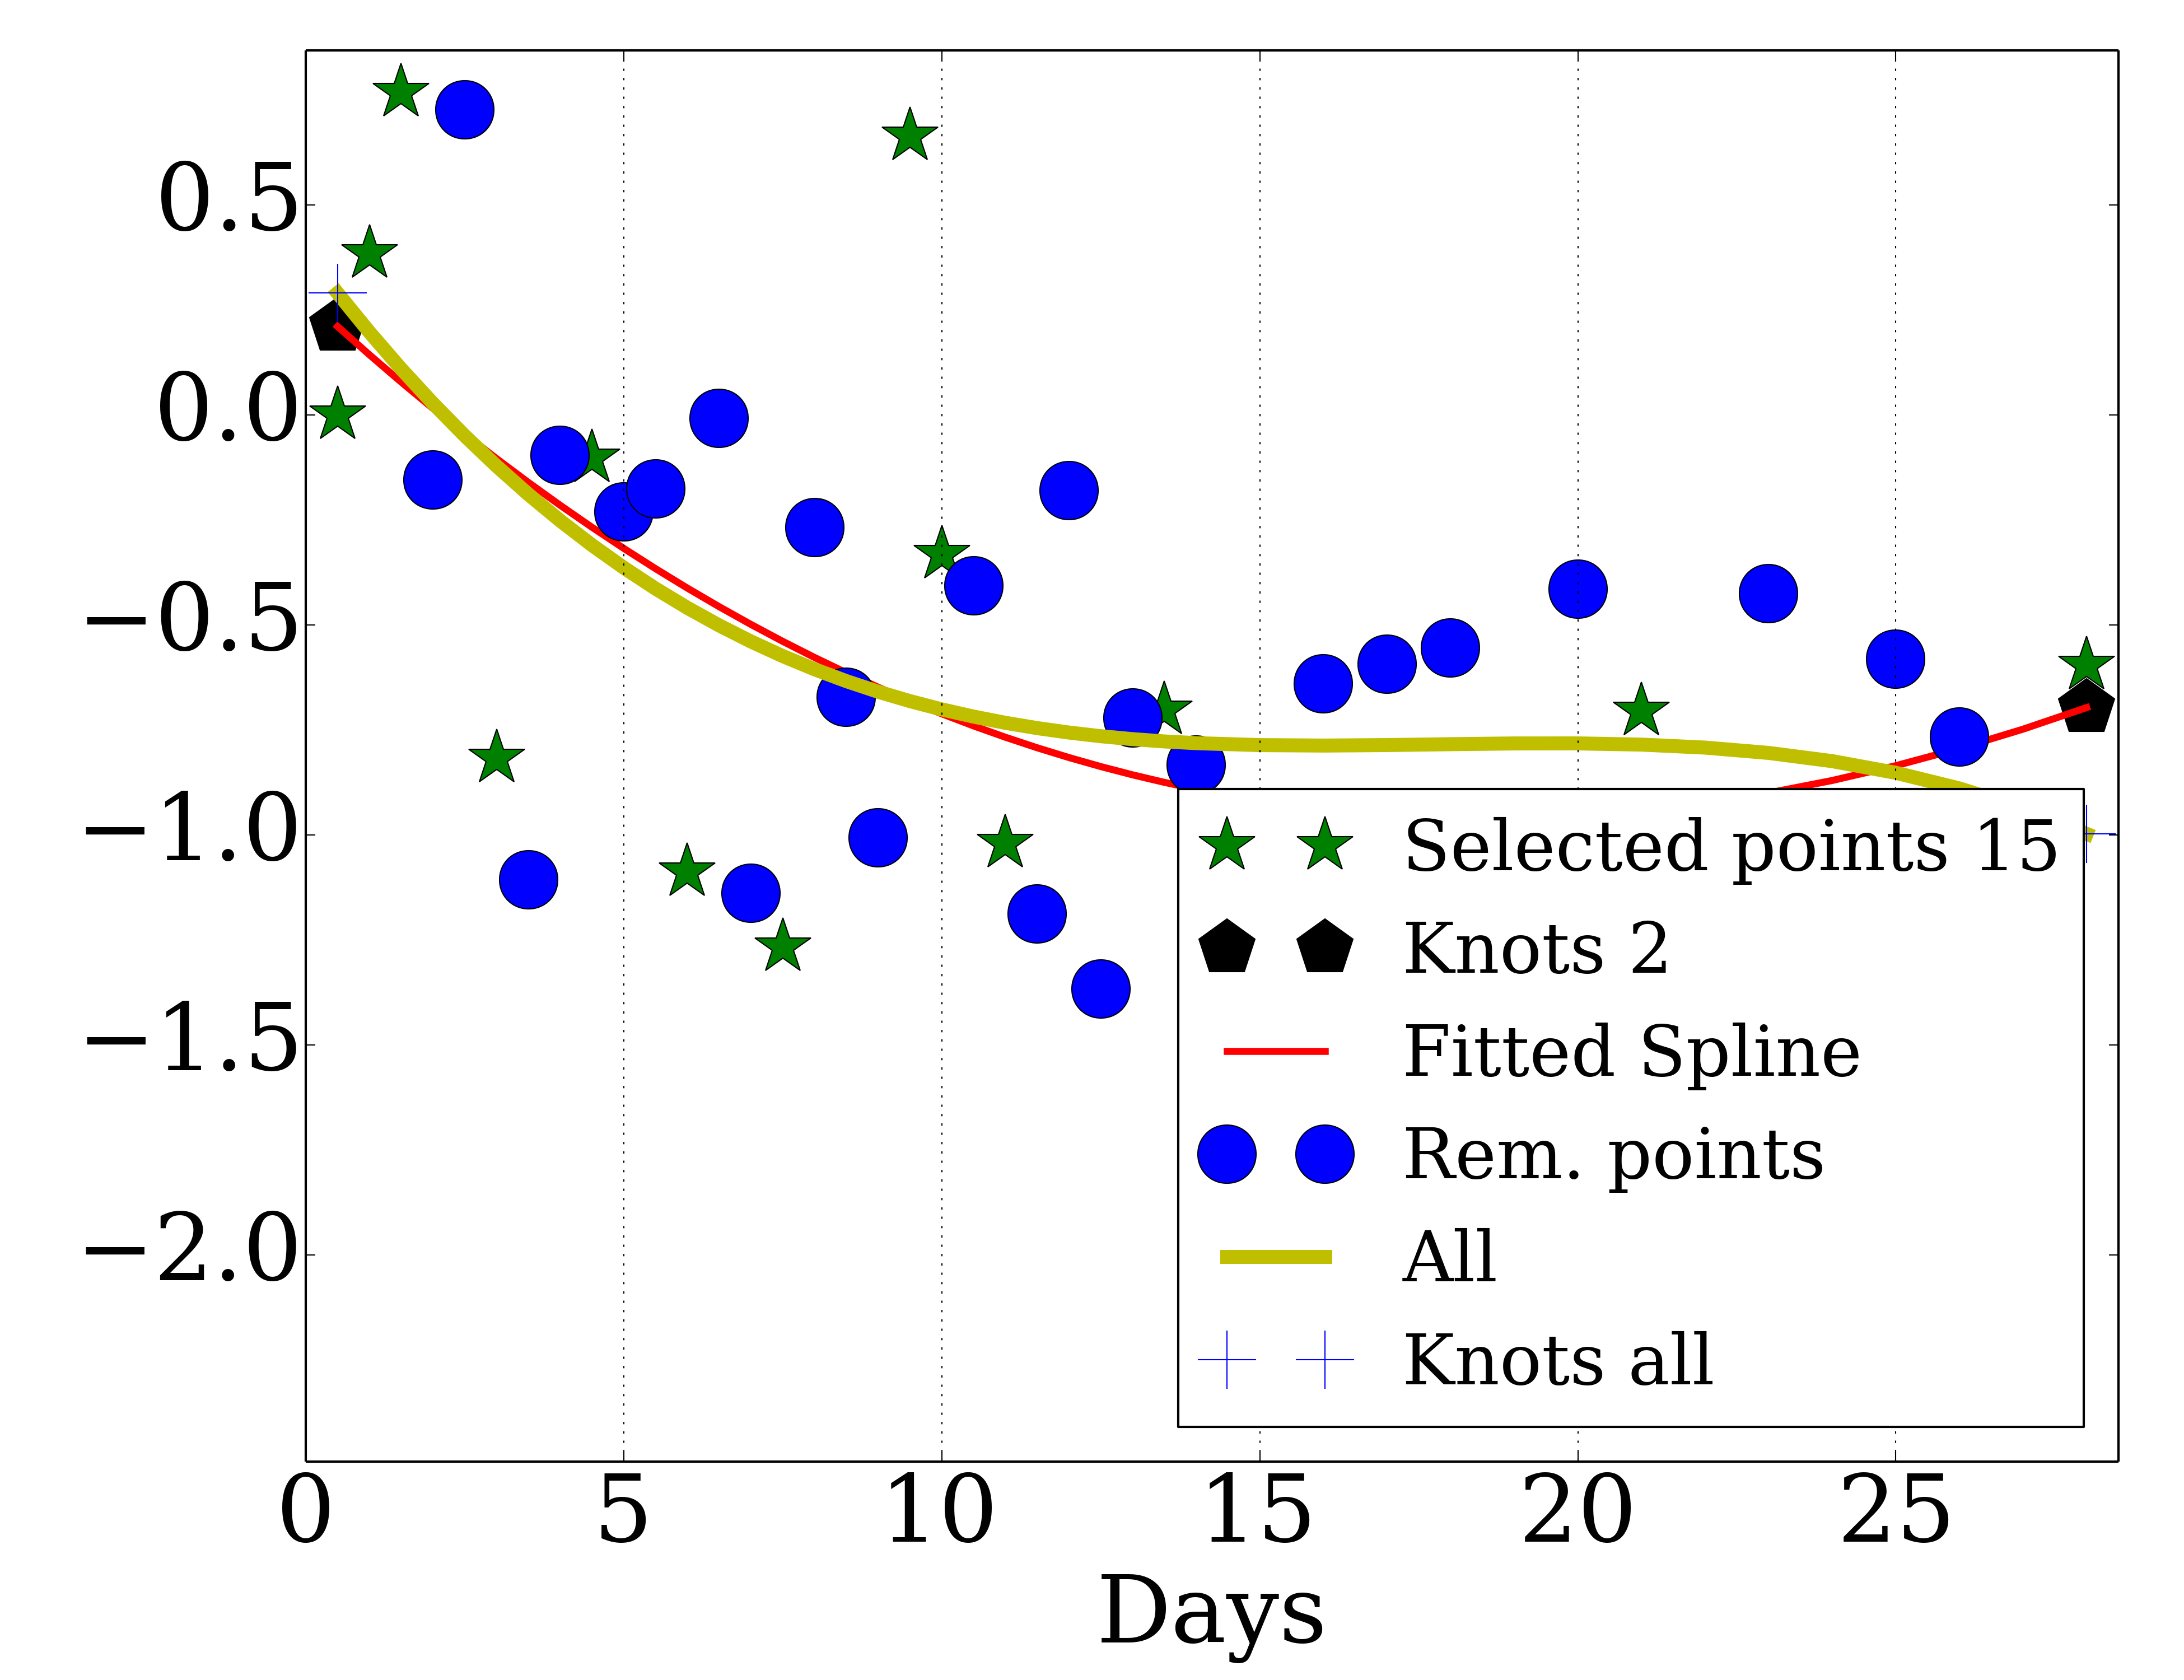 0.5
0.0
−0.5
−1.0
−1.5
−2.0
Selected points 15
Knots 2
Fitted Spline
Rem. points
All
Knots all
0 5 10 15 20 25
Days